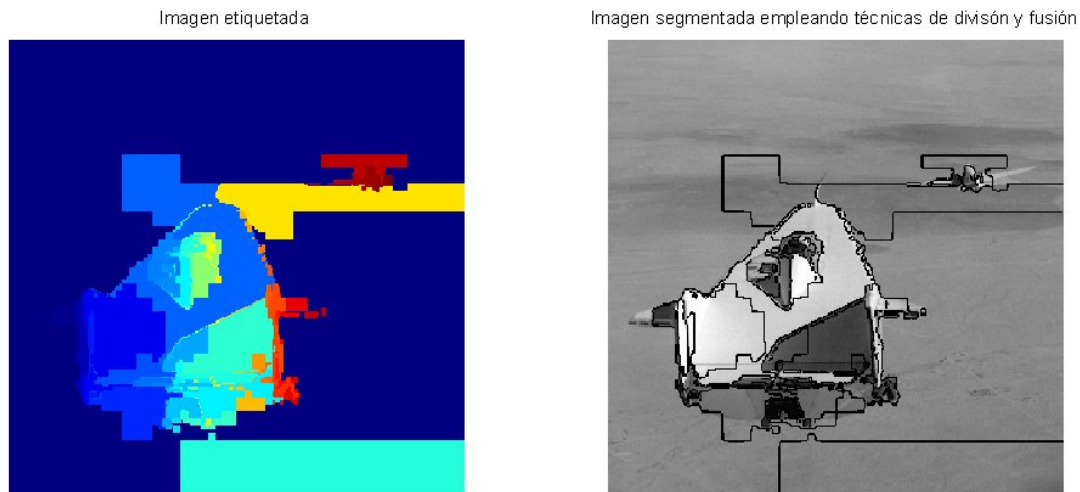 Imagen etiquetada
Imagen segmentada empleando técnicas de divisón y fusión